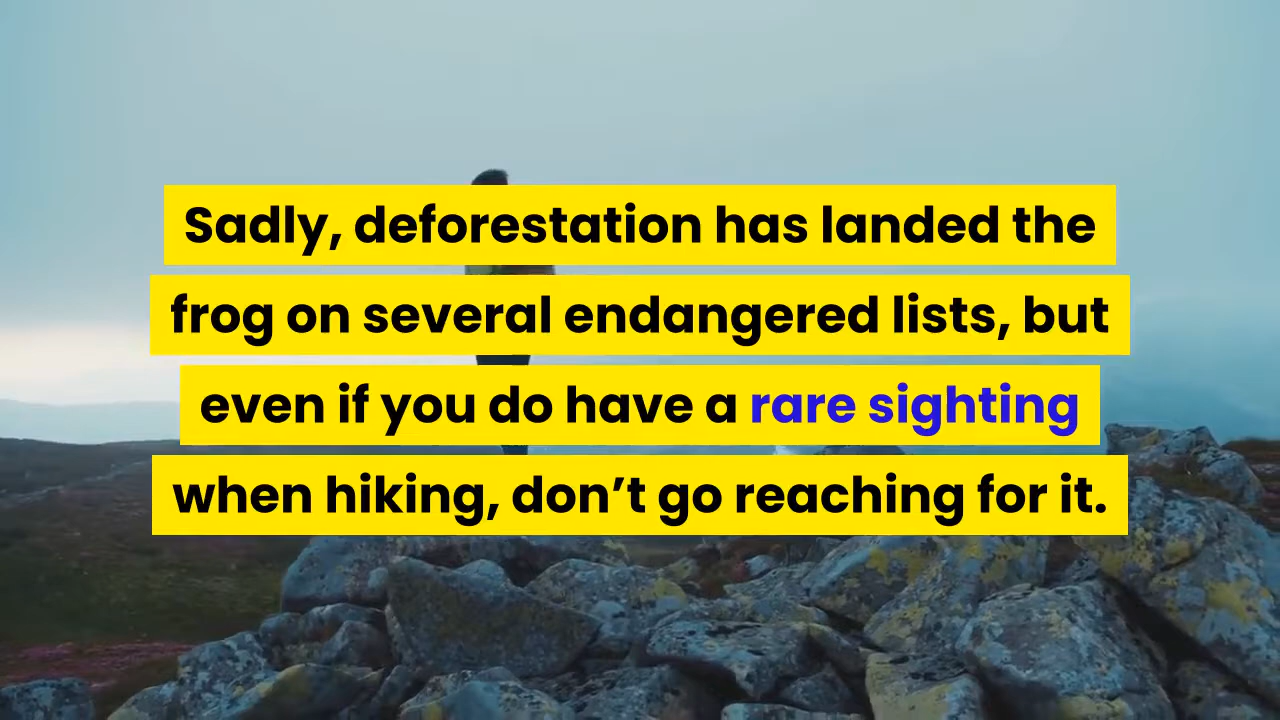 Sadly, deforestation has landed the
frog on several endangered lists, but
even if you do have a rare sighting
when hiking, don’t go reaching for it.